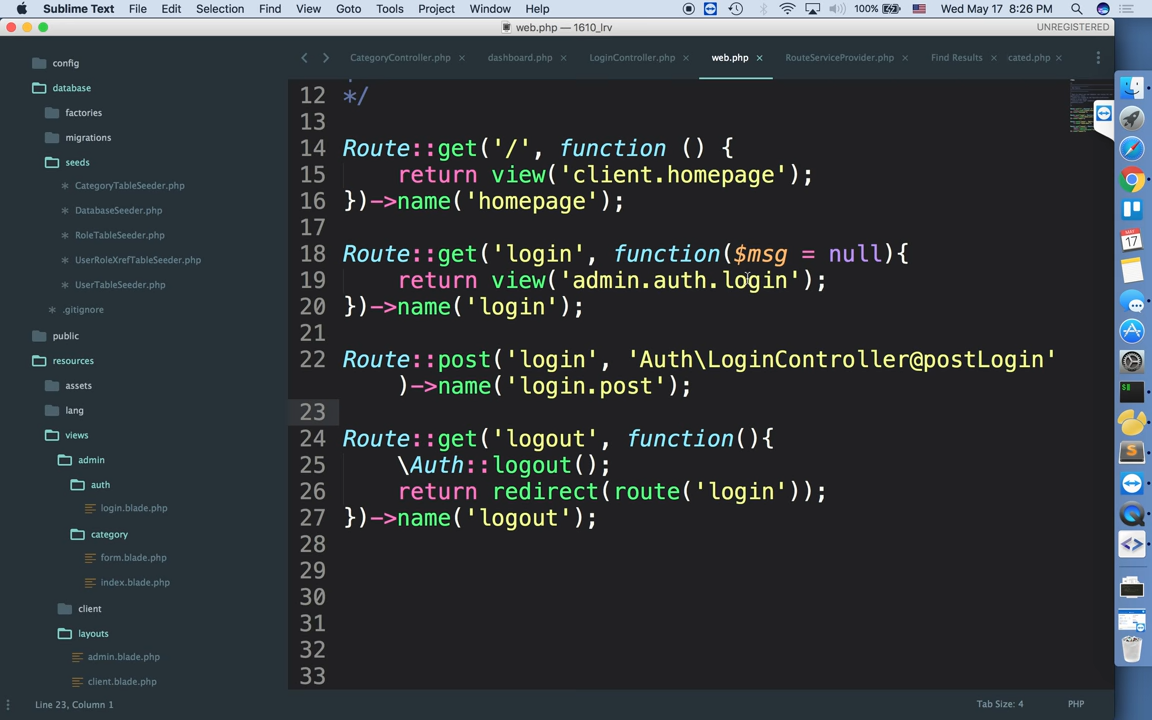 Sublime Text File Edit Selection Find View Goto Tools Project Window Help 100% Wed May 17 8:26 PM
web.php — 1610_lrv UNREGISTERED
CategoryController.php × dashboard.php × LoginController.php × web.php × RouteServiceProvider.php × Find Results × cated.php ×
config
database
factories
migrations
seeds
CategoryTableSeeder.php
DatabaseSeeder.php
RoleTableSeeder.php
UserRoleXrefTableSeeder.php
UserTableSeeder.php
.gitignore
public
resources
assets
lang
views
admin
auth
login.blade.php
category
form.blade.php
index.blade.php
client
layouts
admin.blade.php
client.blade.php
12 */
13
14 Route::get('/', function () {
15     return view('client.homepage');
16 })->name('homepage');
17
18 Route::get('login', function($msg = null){
19     return view('admin.auth.login');
20 })->name('login');
21
22 Route::post('login', 'Auth\LoginController@postLogin'
)->name('login.post');
23
24 Route::get('logout', function(){
25     \Auth::logout();
26     return redirect(route('login'));
27 })->name('logout');
28
29
30
31
32
33
17
Line 23, Column 1 Tab Size: 4 PHP